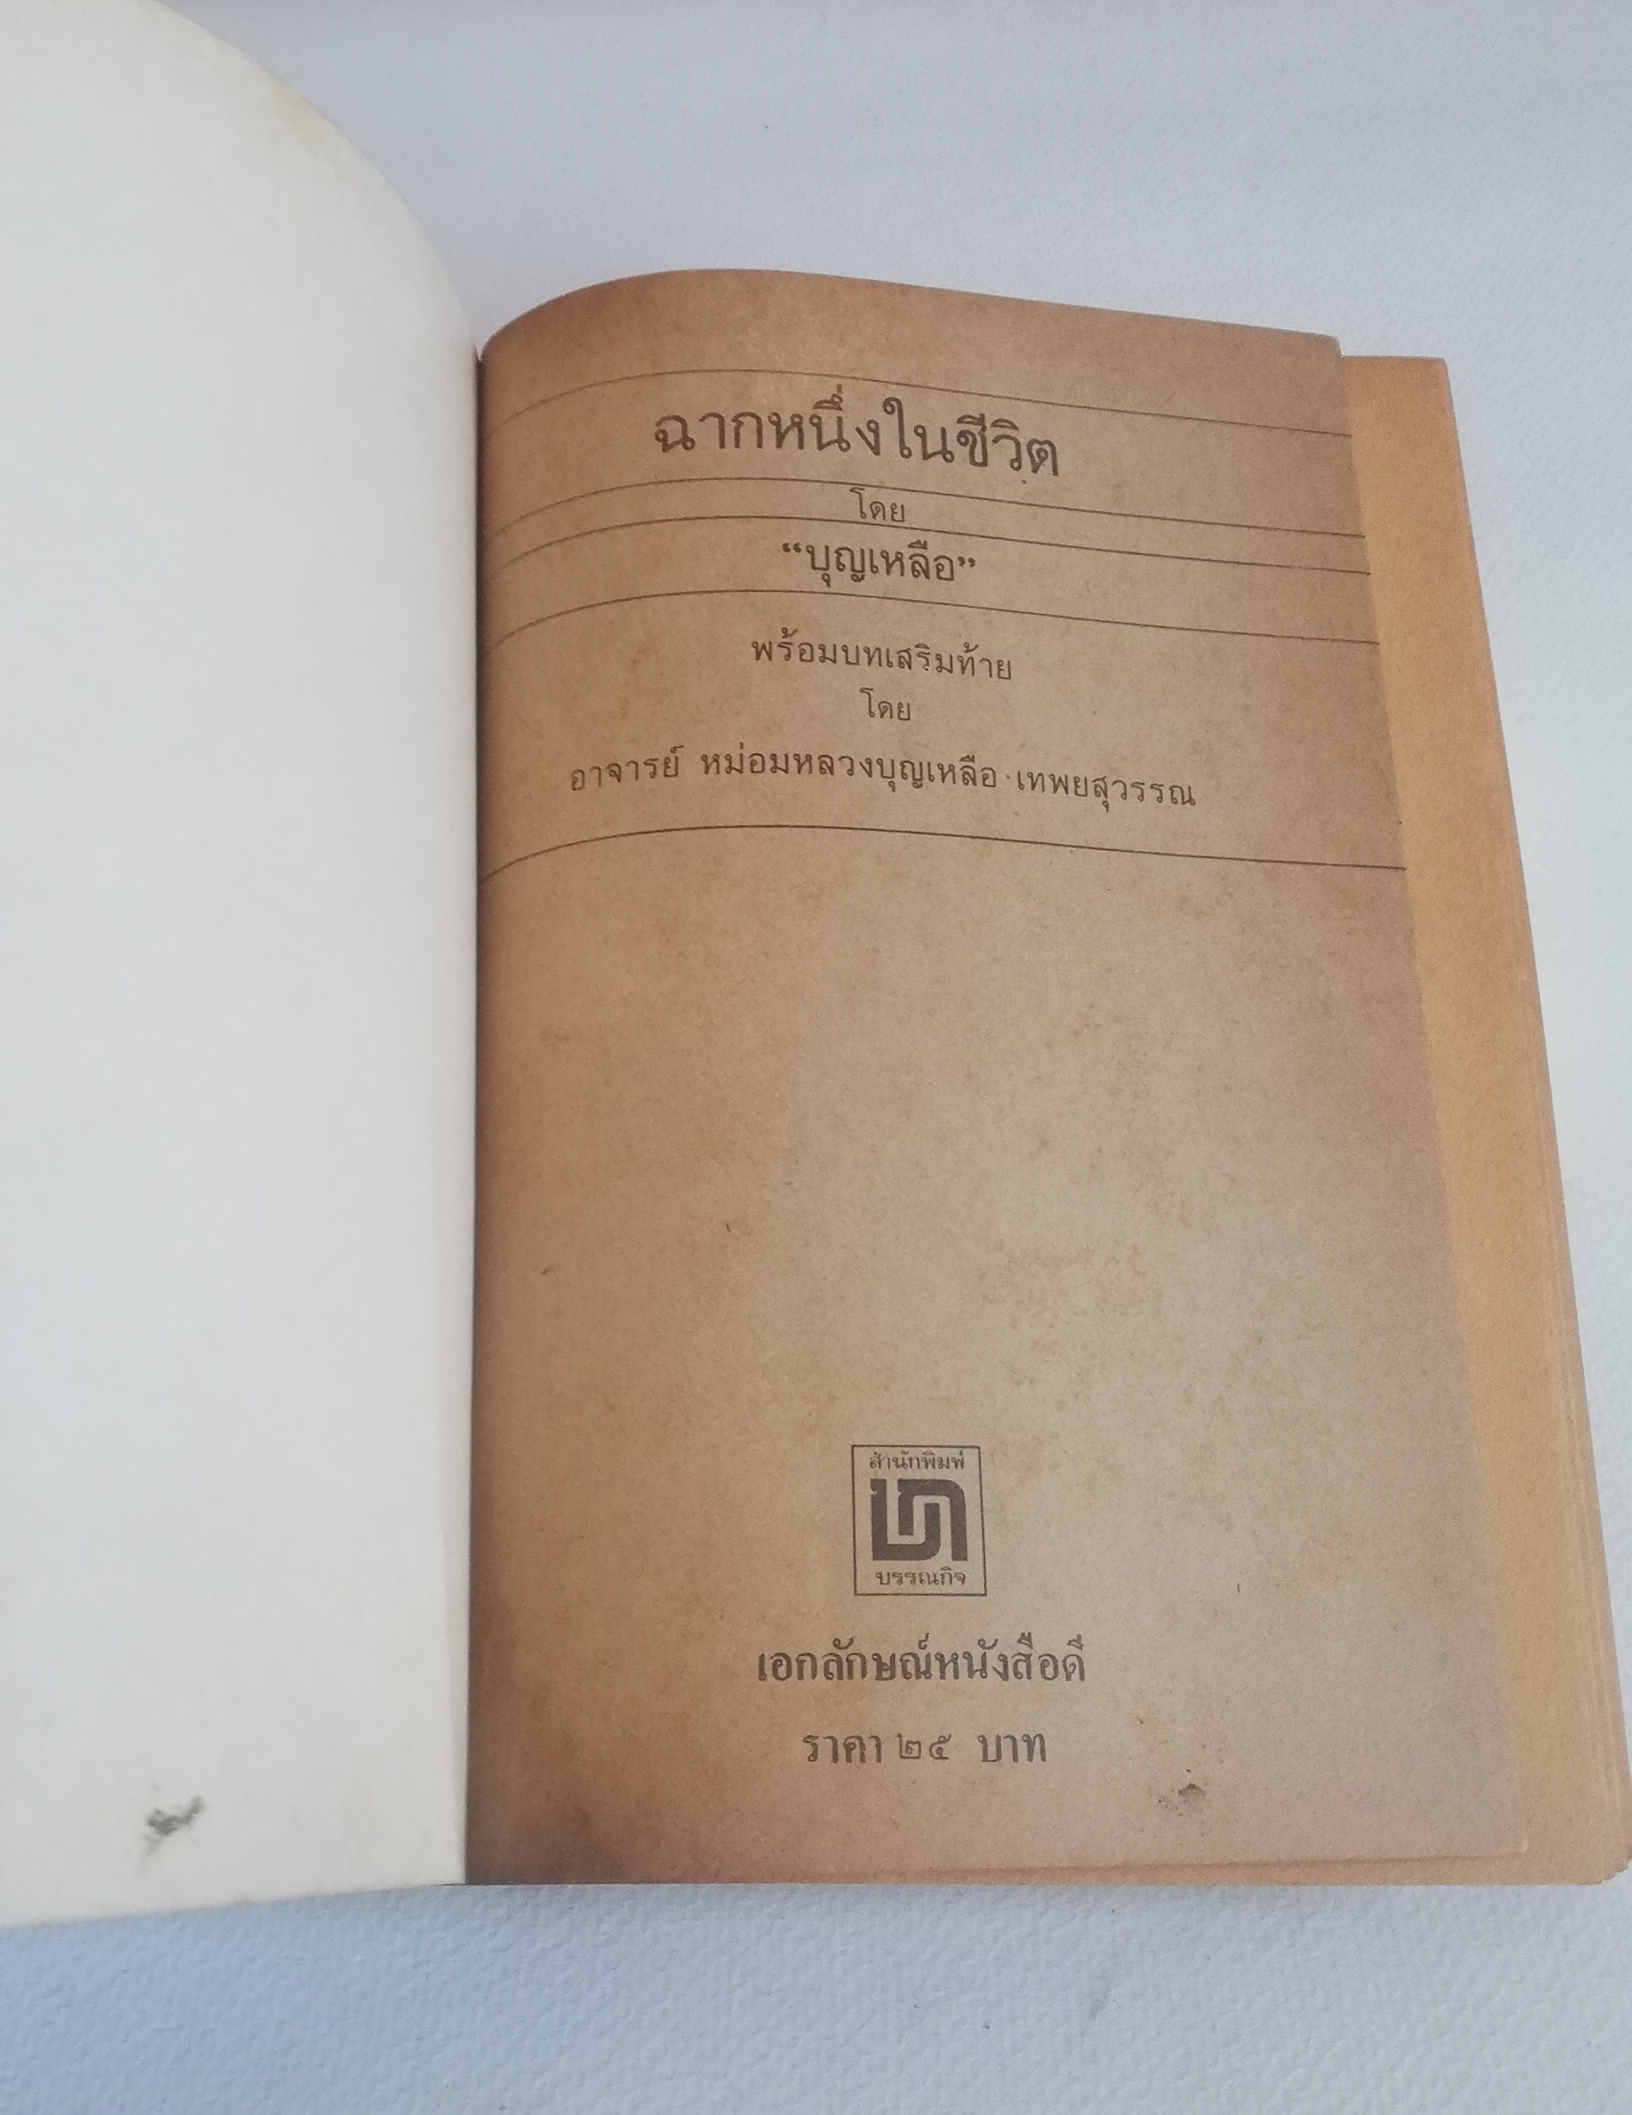 ฉากหนึ่งในชีวิต
โดย
“บุญเหลือ”
พร้อมบทเสริมท้าย
โดย
อาจารย์ หม่อมหลวงบุญเหลือ เทพยสุวรรณ
สำนักพิมพ์
บรรณกิจ
เอกลักษณ์หนังสือดี
ราคา ๒๕ บาท